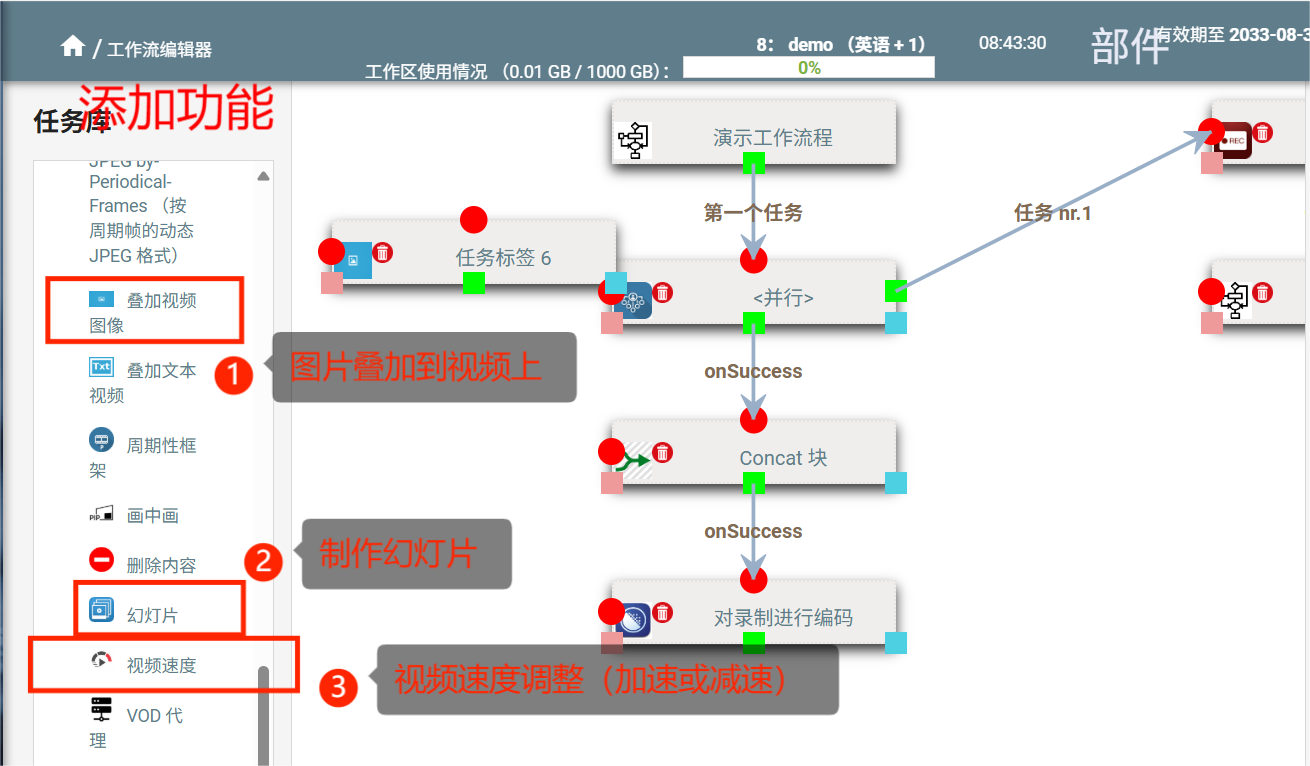 / 工作流编辑器
8： demo （英语 + 1）
08:43:30
部件
有效期至 2033-08-3
工作区使用情况 （0.01 GB / 1000 GB）：
0%
添加功能
任务库
JPEG by-
Periodical-
Frames （按
周期帧的动态
JPEG 格式）
叠加视频
图像
Txt
叠加文本
视频
周期性框
架
PIP
画中画
删除内容
幻灯片
视频速度
VOD 代
理
1
图片叠加到视频上
2
制作幻灯片
3
视频速度调整（加速或减速）
演示工作流程
第一个任务
任务 nr.1
REC
任务标签 6
<并行>
onSuccess
Concat 块
onSuccess
对录制进行编码